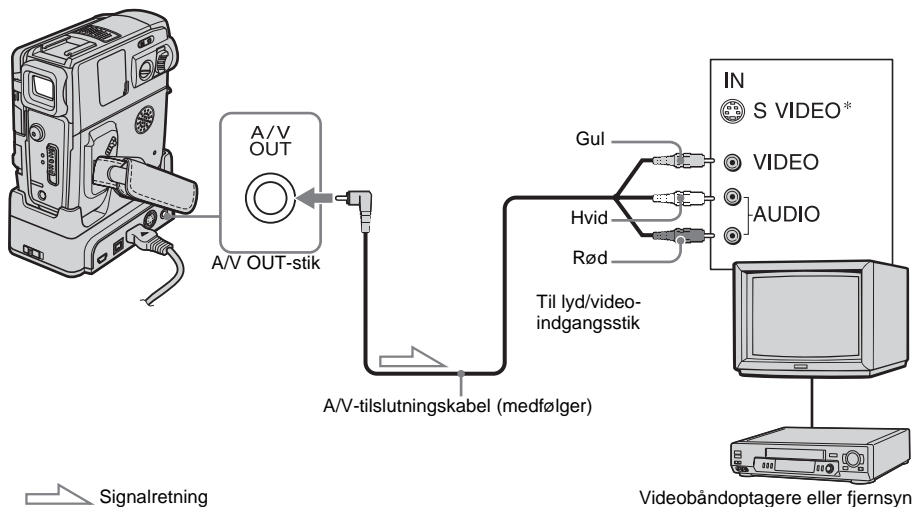 A/V
OUT
A/V OUT-stik
Gul
Hvid
Rød
IN
S VIDEO*
VIDEO
AUDIO
Til lyd/video-
indgangsstik
A/V-tilslutningskabel (medfølger)
Signalretning
Videobåndoptagere eller fjernsyn